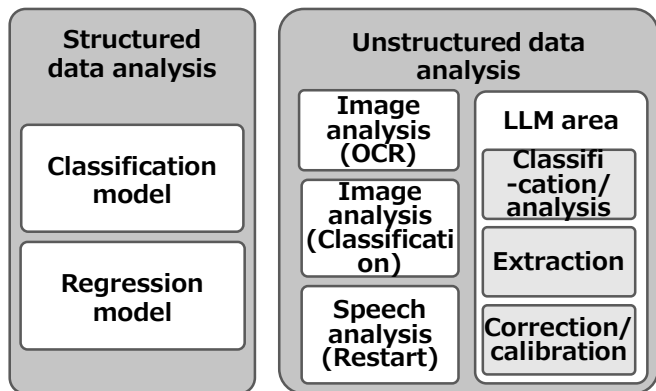 Structured
data analysis
Classification
model
Regression
model
Unstructured data
analysis
Image
analysis
(OCR)
Image
analysis
(Classificati
on)
Speech
analysis
(Restart)
LLM area
Classifi
-cation/
analysis
Extraction
Correction/
calibration